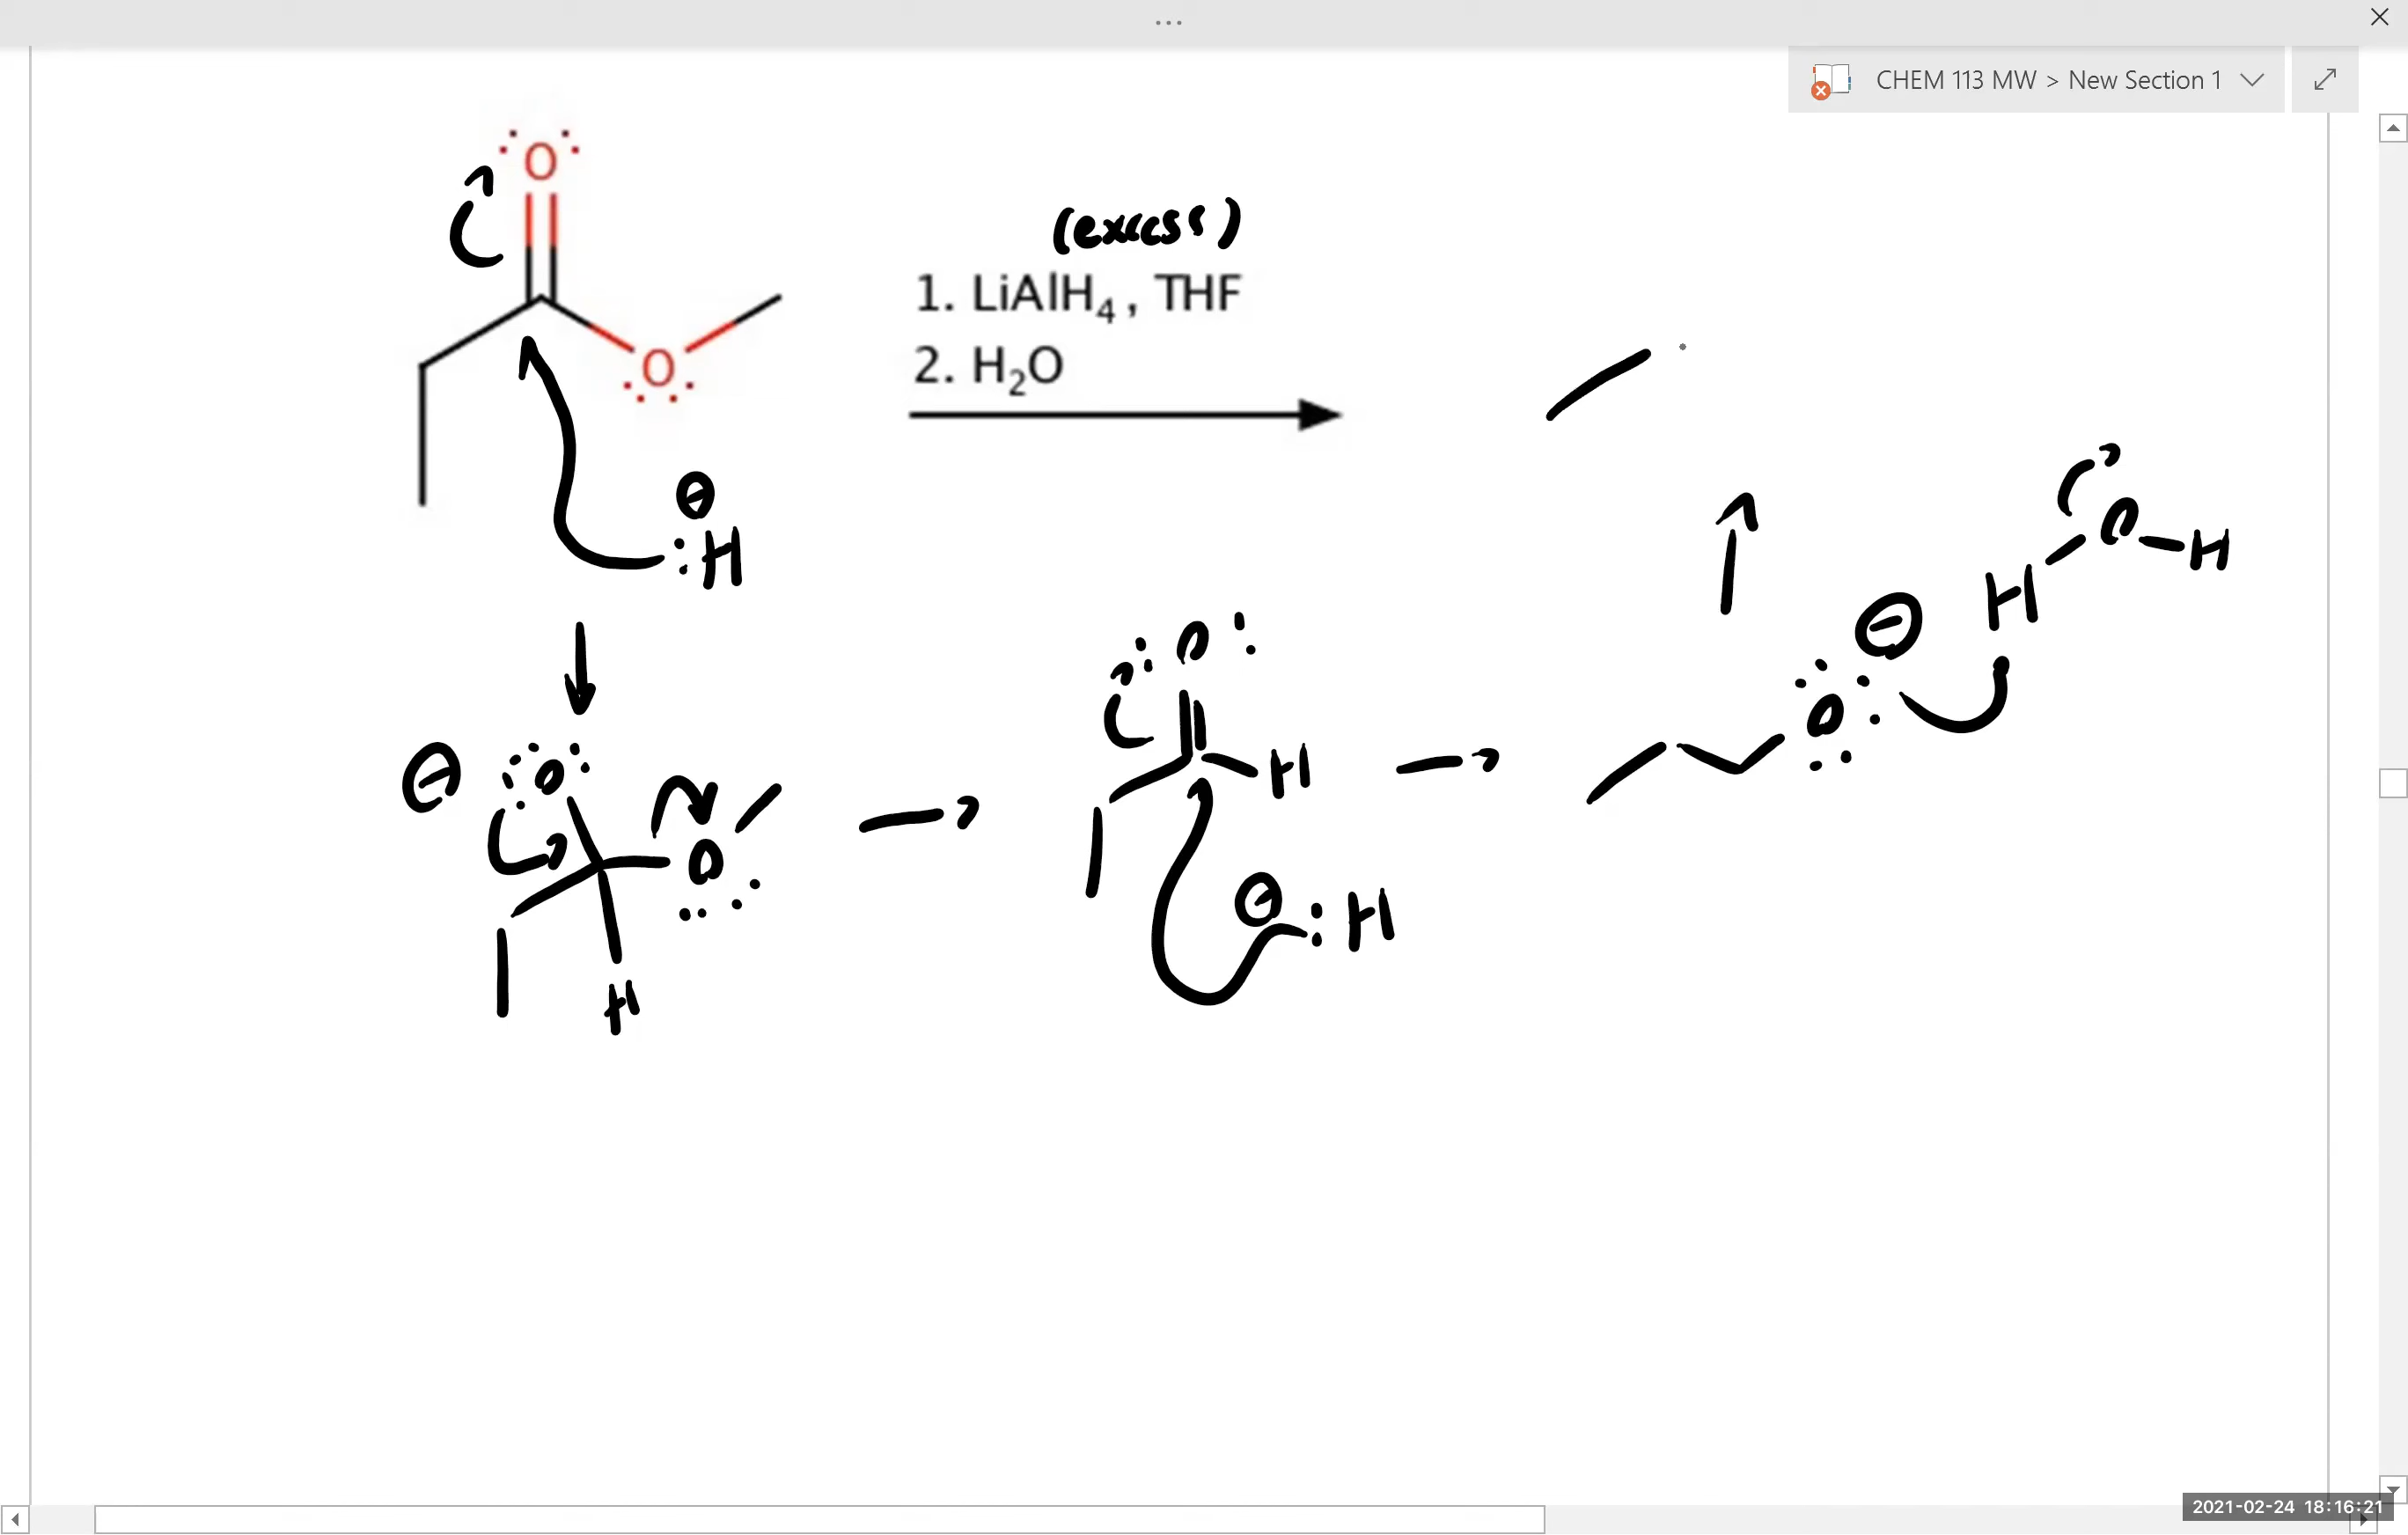 CHEM 113 MW > New Section 1
O
(excess)
1. LiAlH4, THF
2. H2O
O
⊖
:H
O
H
⊖
H
O
⊖
O
H
⊖
O
O
H
⊖
:H
H
2021-02-24 18:16:21